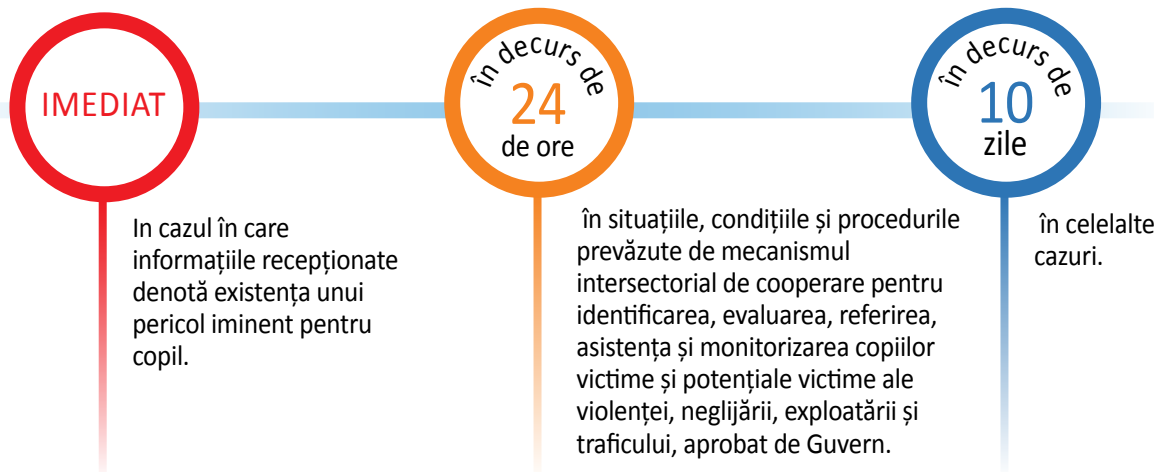 IMEDIAT
In cazul în care
informațiile recepționate
denotă existența unui
pericol iminent pentru
copil.
în decurs de
24
de ore
în situațiile, condițiile și procedurile
prevăzute de mecanismul
intersectorial de cooperare pentru
identificarea, evaluarea, referirea,
asistența și monitorizarea copiilor
victime și potențiale victime ale
violenței, neglijării, exploatării și
traficului, aprobat de Guvern.
în decurs de
10
zile
în celelalte
cazuri.